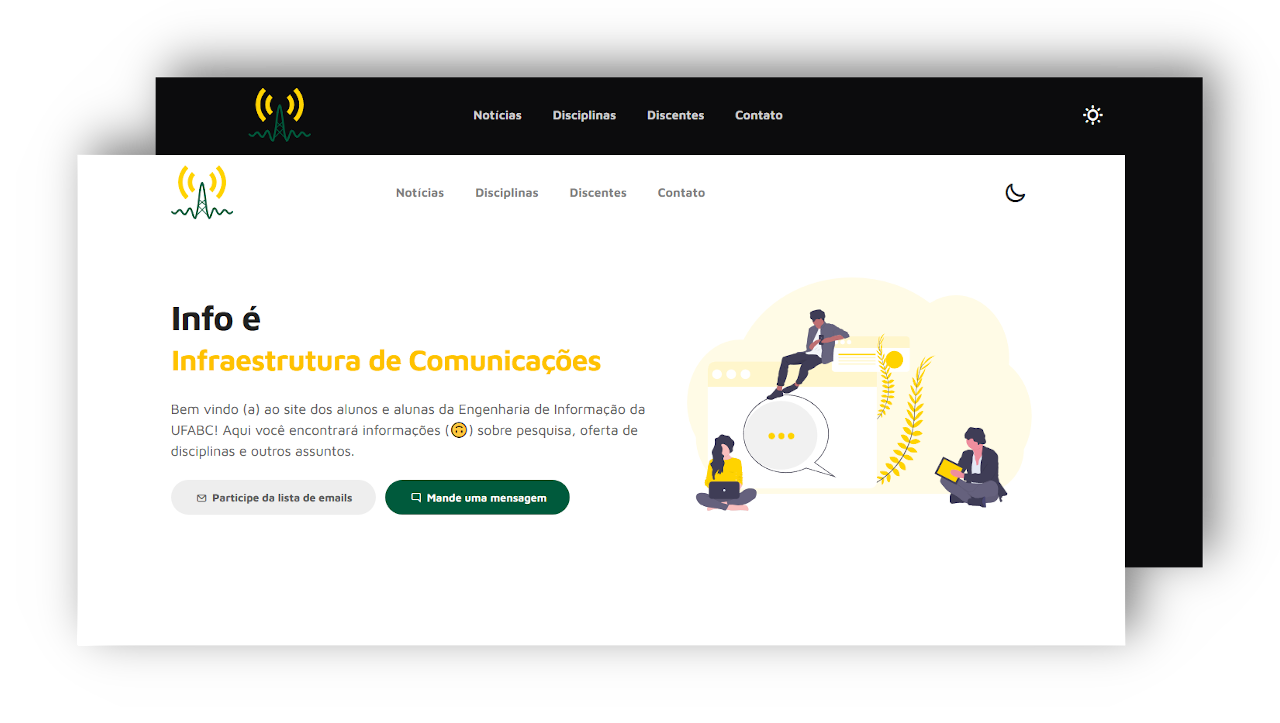 Notícias Disciplinas Discentes Contato
Notícias Disciplinas Discentes Contato
Info é
Infraestrutura de Comunicações
Bem vindo (a) ao site dos alunos e alunas da Engenharia de Informação da
UFABC! Aqui você encontrará informações (🙃) sobre pesquisa, oferta de
disciplinas e outros assuntos.
Participe da lista de emails
Mande uma mensagem